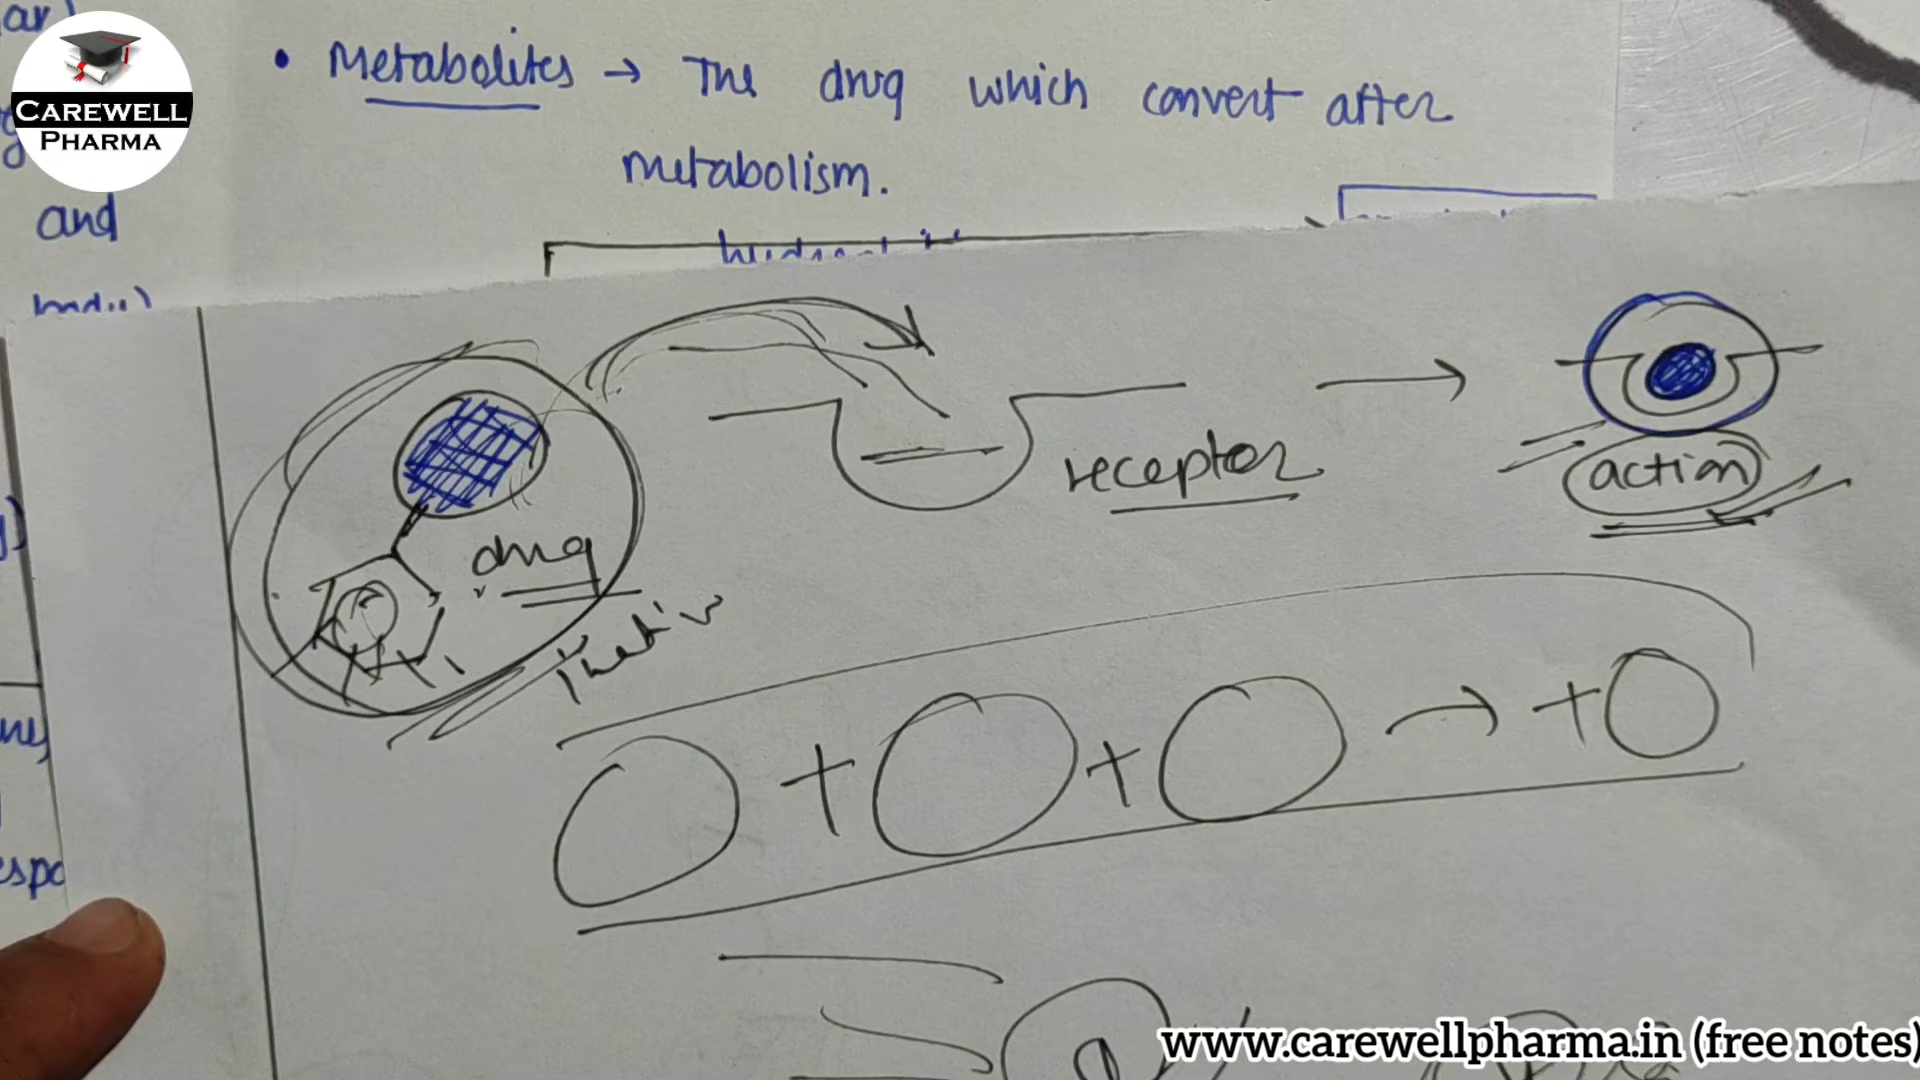 CAREWELL
PHARMA
• Metabolites → The drug which convert after
metabolism.
and
drug
receptor
action
www.carewellpharma.in (free notes)